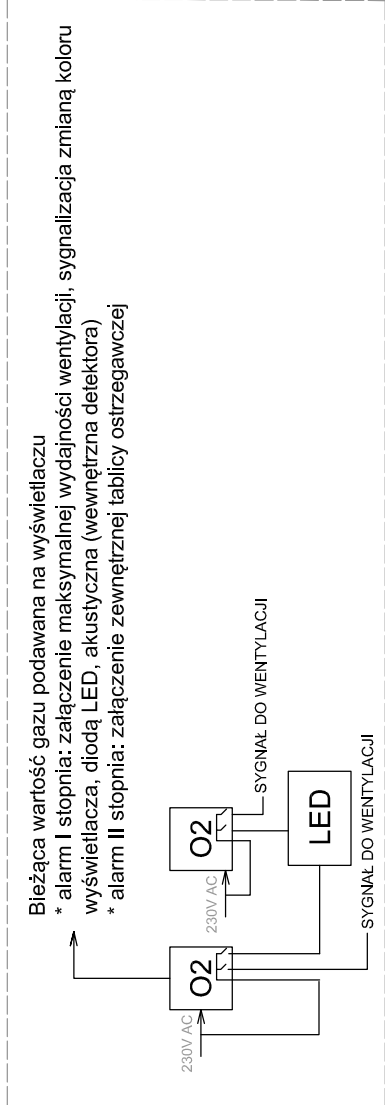 Bieżąca wartość gazu podawana na wyświetlaczu
* alarm I stopnia: załączenie maksymalnej wydajności wentylacji, sygnalizacja zmianą koloru
wyświetlacza, diodą LED, akustyczna (wewnętrzna detektora)
* alarm II stopnia: załączenie zewnętrznej tablicy ostrzegawczej
230V AC
O2
230V AC
O2
SYGNAŁ DO WENTYLACJI
LED
SYGNAŁ DO WENTYLACJI